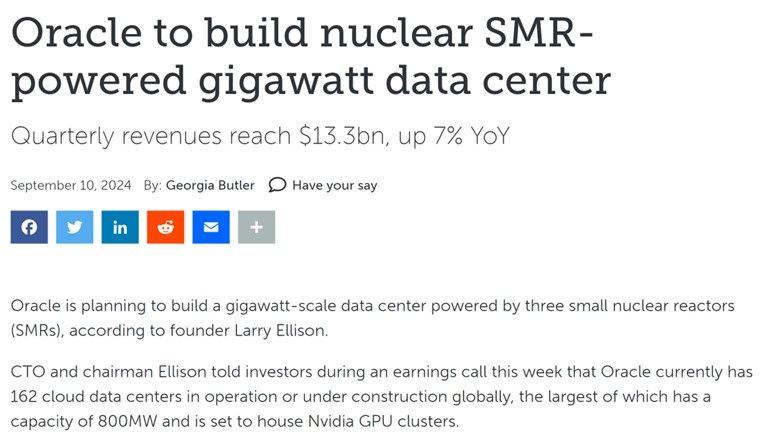 Oracle to build nuclear SMR-
powered gigawatt data center
Quarterly revenues reach $13.3bn, up 7% YoY
September 10, 2024 By: Georgia Butler Have your say
Oracle is planning to build a gigawatt-scale data center powered by three small nuclear reactors
(SMRs), according to founder Larry Ellison.
CTO and chairman Ellison told investors during an earnings call this week that Oracle currently has
162 cloud data centers in operation or under construction globally, the largest of which has a
capacity of 800MW and is set to house Nvidia GPU clusters.